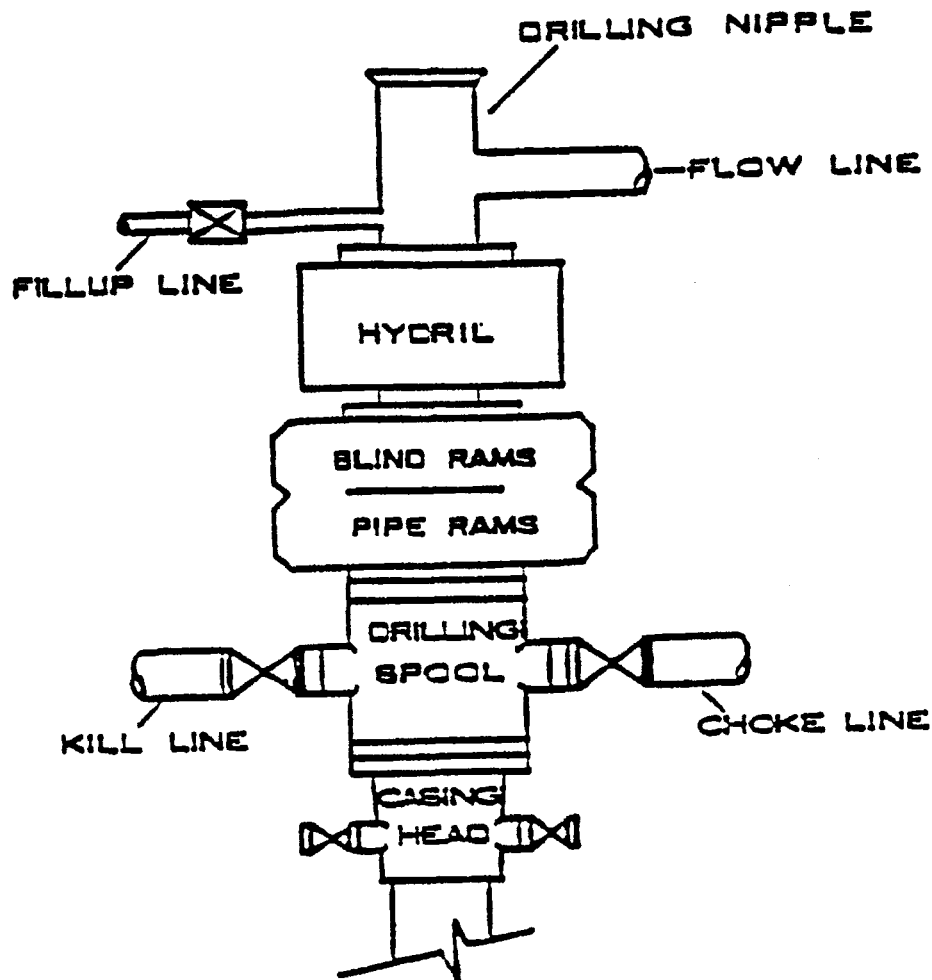 DRILLING NIPPLE
FLOW LINE
FILLUP LINE
HYDRIL
BLIND RAMS
PIPE RAMS
DRILLING
SPOOL
KILL LINE
CHOKE LINE
CASING
HEAD